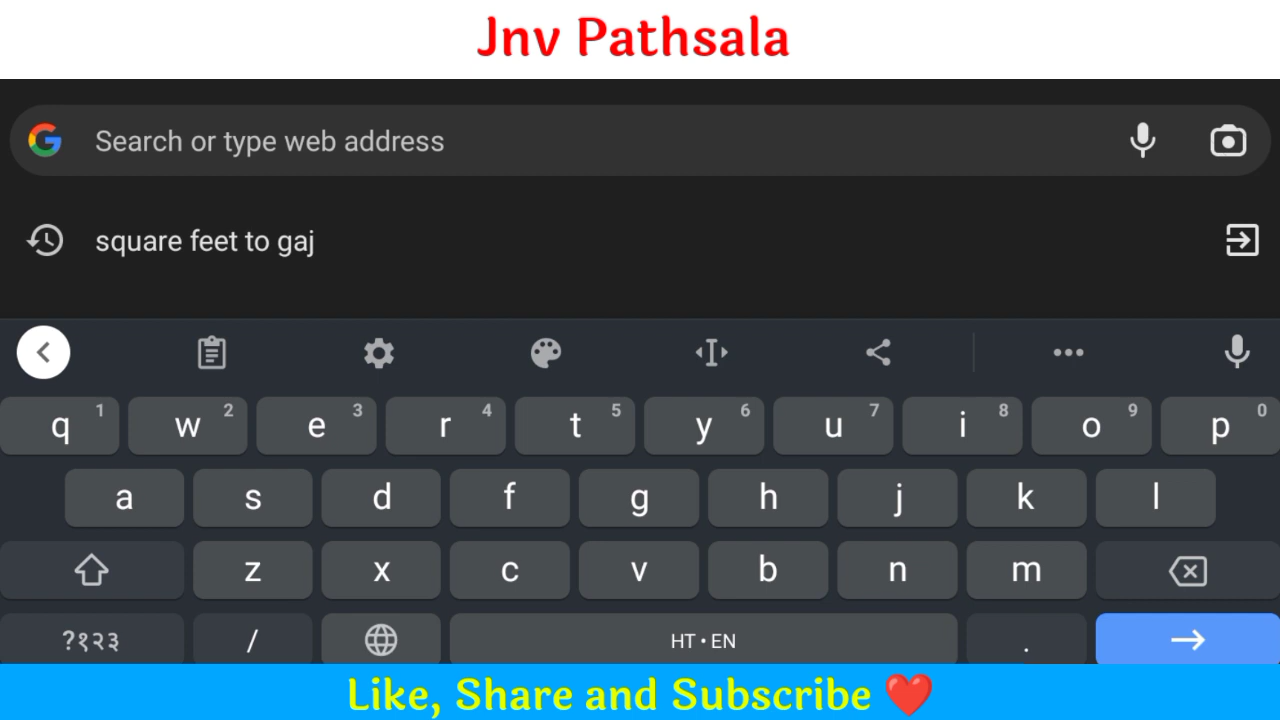 Jnv Pathsala
Search or type web address
square feet to gaj
q 1 w 2 e 3 r 4 t 5 y 6 u 7 i 8 o 9 p 0
a s d f g h j k l
z x c v b n m
?१२३ / HT • EN .
Like, Share and Subscribe ❤️